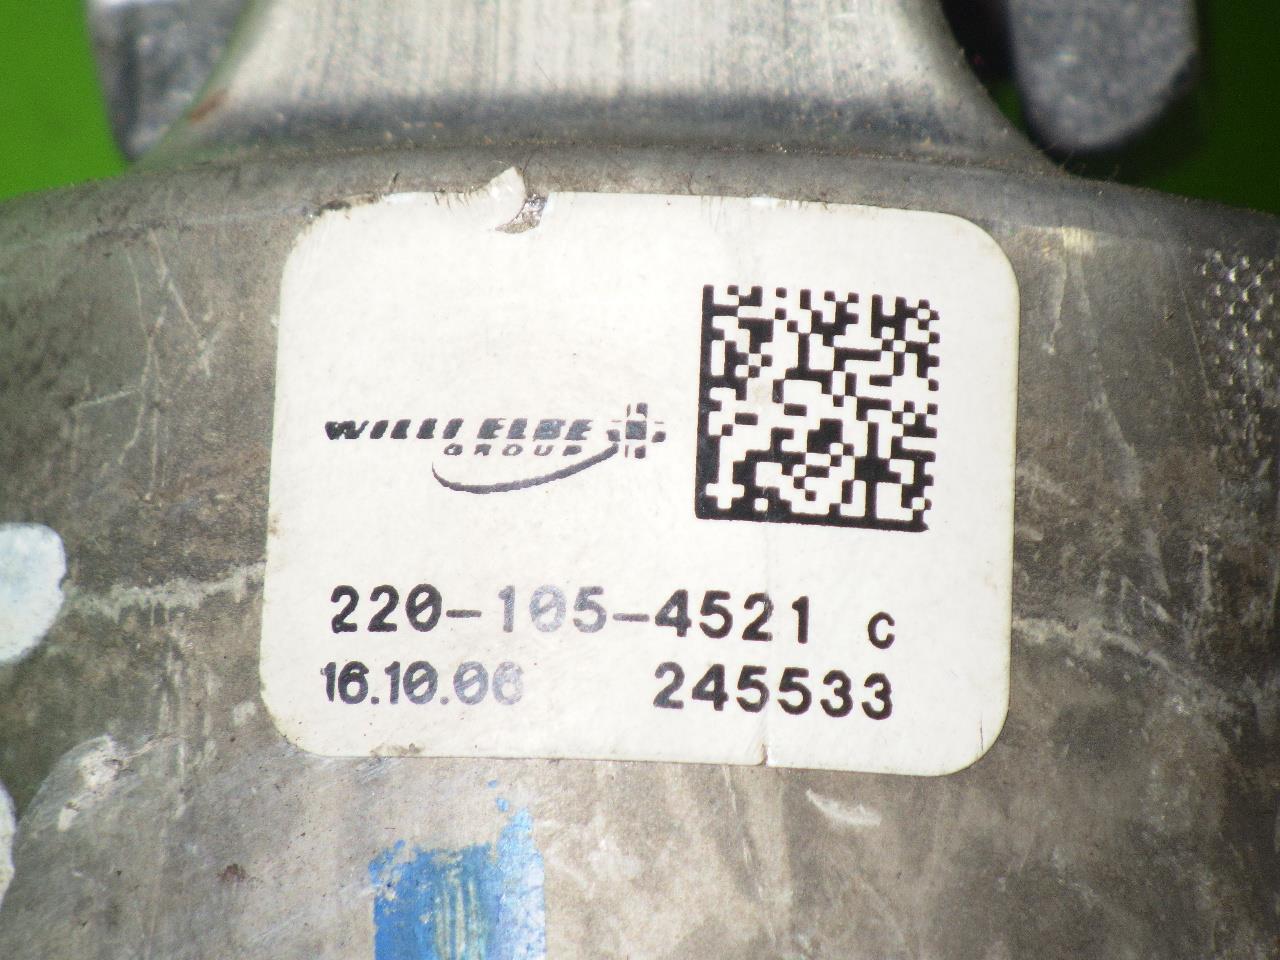 WILLI ELBE
GROUP
220-105-4521 C
16.10.06 245533